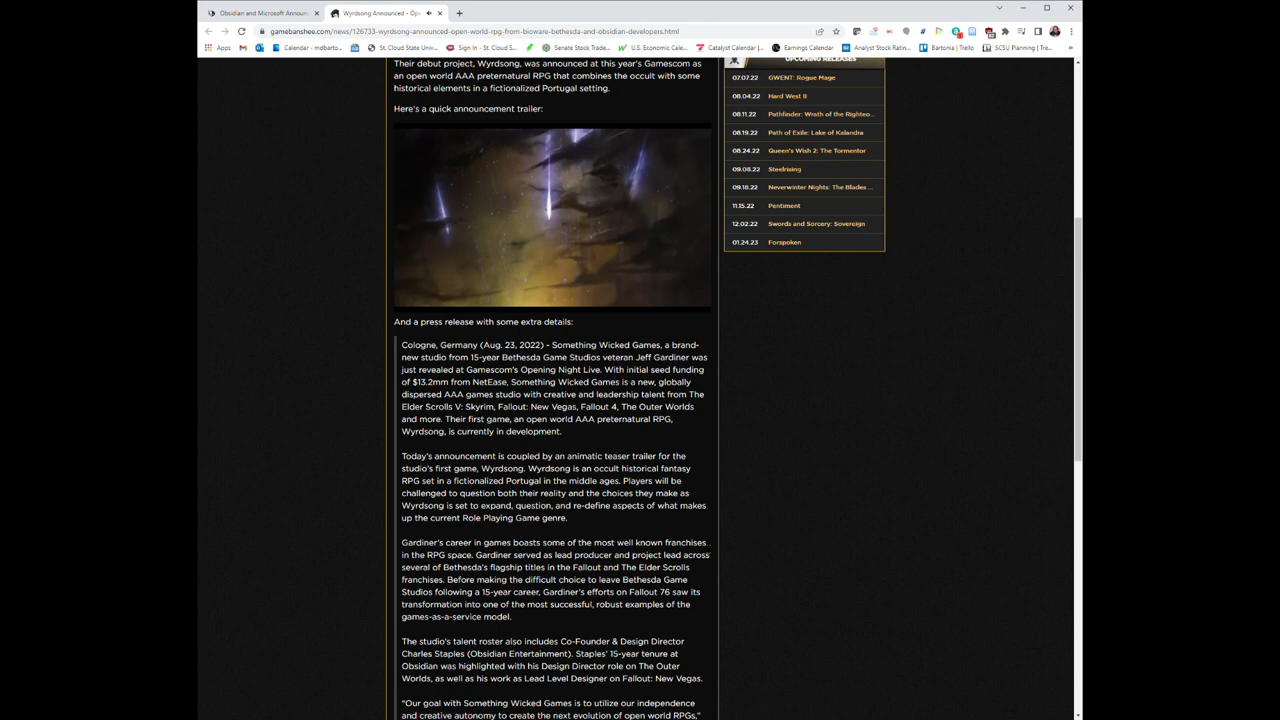 Obsidian and Microsoft Announ
Wyrdsong Announced - Ope
gamebanshee.com/news/126733-wyrdsong-announced-open-world-rpg-from-bioware-bethesda-and-obsidian-developers.html
Apps
Calendar - mdbarto...
St. Cloud State Univ...
Sign In - St. Cloud S...
Senate Stock Trade...
U.S. Economic Cale...
Catalyst Calendar |...
Earnings Calendar
Analyst Stock Ratin...
Bartonia | Trello
SCSU Planning | Tre...
Their debut project, Wyrdsong, was announced at this year's Gamescom as
an open world AAA preternatural RPG that combines the occult with some
historical elements in a fictionalized Portugal setting.
Here's a quick announcement trailer:
And a press release with some extra details:
Cologne, Germany (Aug. 23, 2022) - Something Wicked Games, a brand-
new studio from 15-year Bethesda Game Studios veteran Jeff Gardiner was
just revealed at Gamescom's Opening Night Live. With initial seed funding
of $13.2mm from NetEase, Something Wicked Games is a new, globally
dispersed AAA games studio with creative and leadership talent from The
Elder Scrolls V: Skyrim, Fallout: New Vegas, Fallout 4, The Outer Worlds
and more. Their first game, an open world AAA preternatural RPG,
Wyrdsong, is currently in development.
Today's announcement is coupled by an animatic teaser trailer for the
studio's first game, Wyrdsong. Wyrdsong is an occult historical fantasy
RPG set in a fictionalized Portugal in the middle ages. Players will be
challenged to question both their reality and the choices they make as
Wyrdsong is set to expand, question, and re-define aspects of what makes
up the current Role Playing Game genre.
Gardiner's career in games boasts some of the most well known franchises
in the RPG space. Gardiner served as lead producer and project lead across
several of Bethesda's flagship titles in the Fallout and The Elder Scrolls
franchises. Before making the difficult choice to leave Bethesda Game
Studios following a 15-year career, Gardiner's efforts on Fallout 76 saw its
transformation into one of the most successful, robust examples of the
games-as-a-service model.
The studio's talent roster also includes Co-Founder & Design Director
Charles Staples (Obsidian Entertainment). Staples' 15-year tenure at
Obsidian was highlighted with his Design Director role on The Outer
Worlds, as well as his work as Lead Level Designer on Fallout: New Vegas.
"Our goal with Something Wicked Games is to utilize our independence
and creative autonomy to create the next evolution of open world RPGs,"
UPCOMING RELEASES
07.07.22 GWENT: Rogue Mage
08.04.22 Hard West II
08.11.22 Pathfinder: Wrath of the Righteo...
08.19.22 Path of Exile: Lake of Kalandra
08.24.22 Queen's Wish 2: The Tormentor
09.08.22 Steelrising
09.18.22 Neverwinter Nights: The Blades ...
11.15.22 Pentiment
12.02.22 Swords and Sorcery: Sovereign
01.24.23 Forspoken